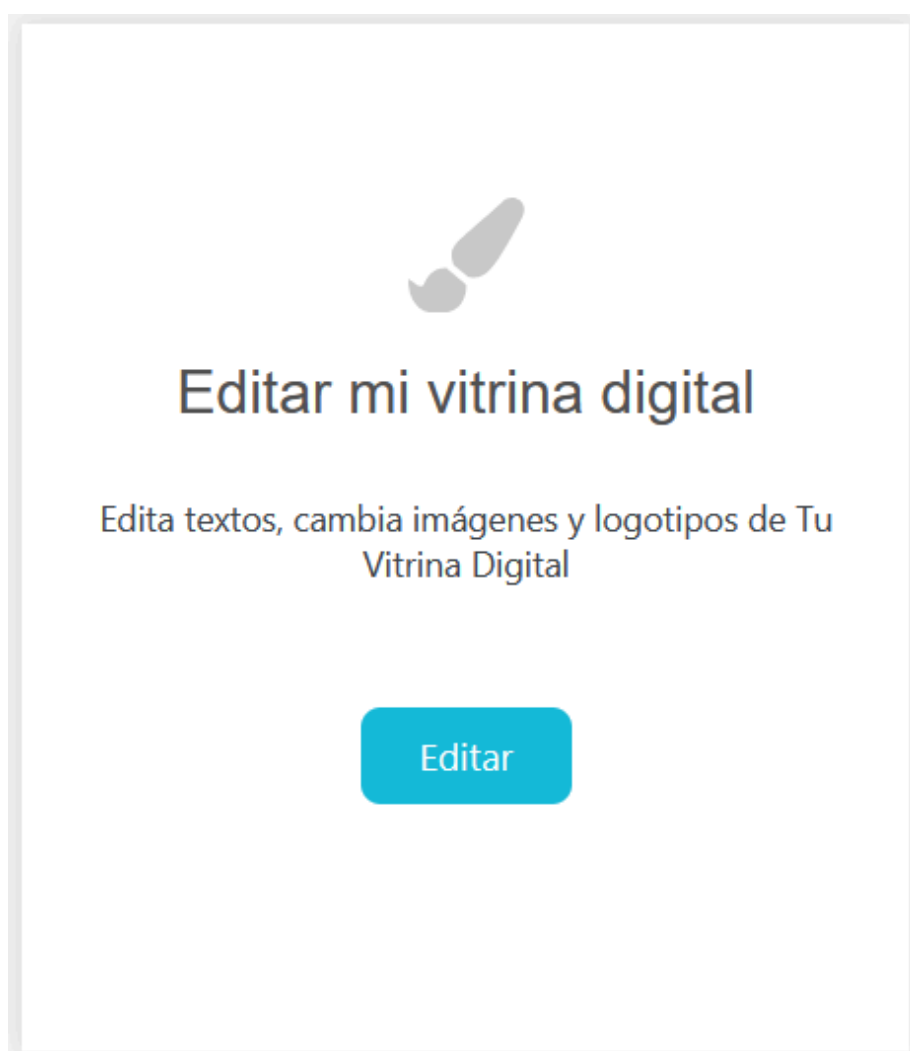 Editar mi vitrina digital
Edita textos, cambia imágenes y logotipos de Tu
Vitrina Digital
Editar